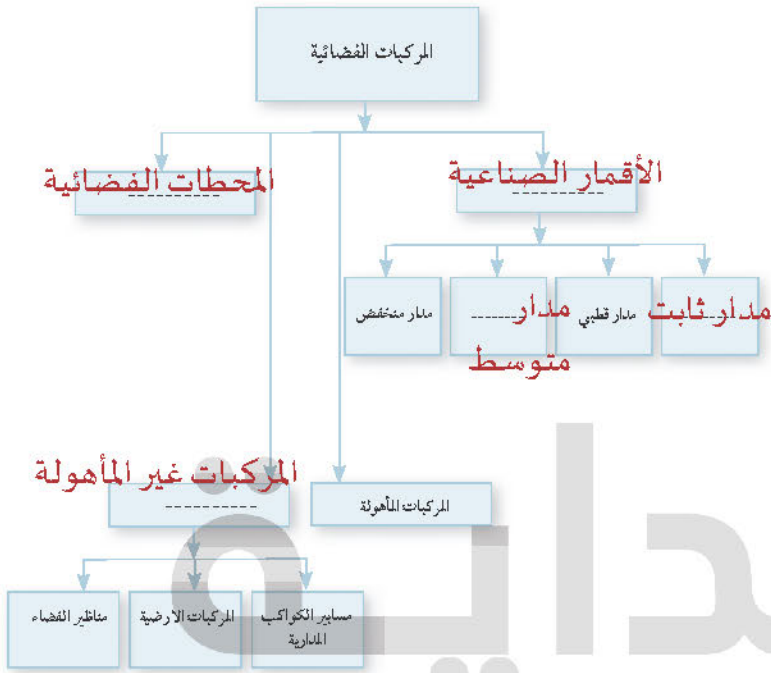 المركبات الفضائية
الأقمار الصناعية
المحطات الفضائية
مدار ثابت
مدار قطبي
مدار
متوسط
مدار منخفض
المركبات المأهولة
المركبات غير المأهولة
مسابير الكواكب
المدارية
المركبات الارضية
مناظير الفضاء